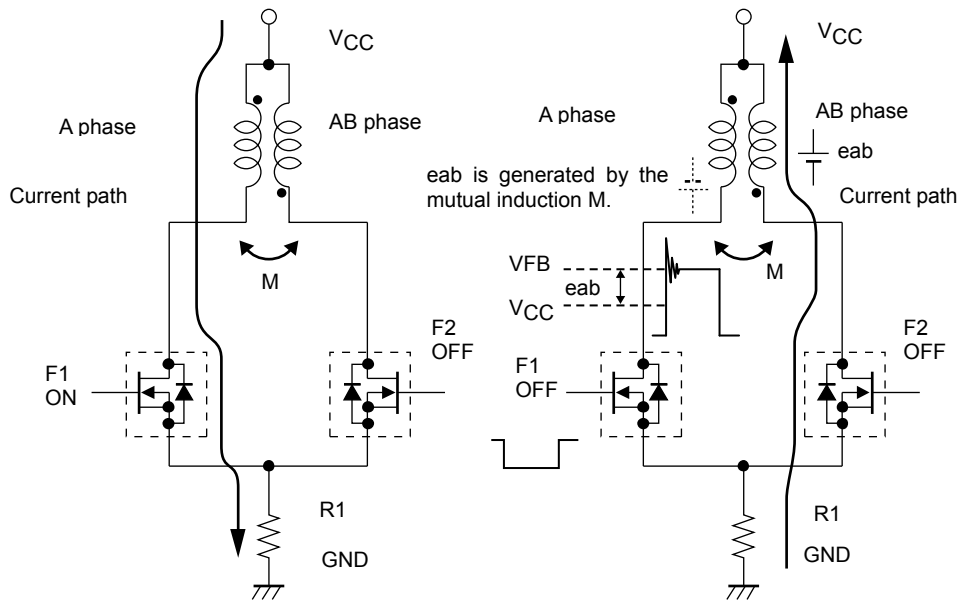 VCC
A phase
AB phase
Current path
M
F1
ON
F2
OFF
R1
GND
VCC
A phase
AB phase
eab
eab is generated by the
mutual induction M.
Current path
M
VFB
eab
VCC
F1
OFF
F2
OFF
R1
GND